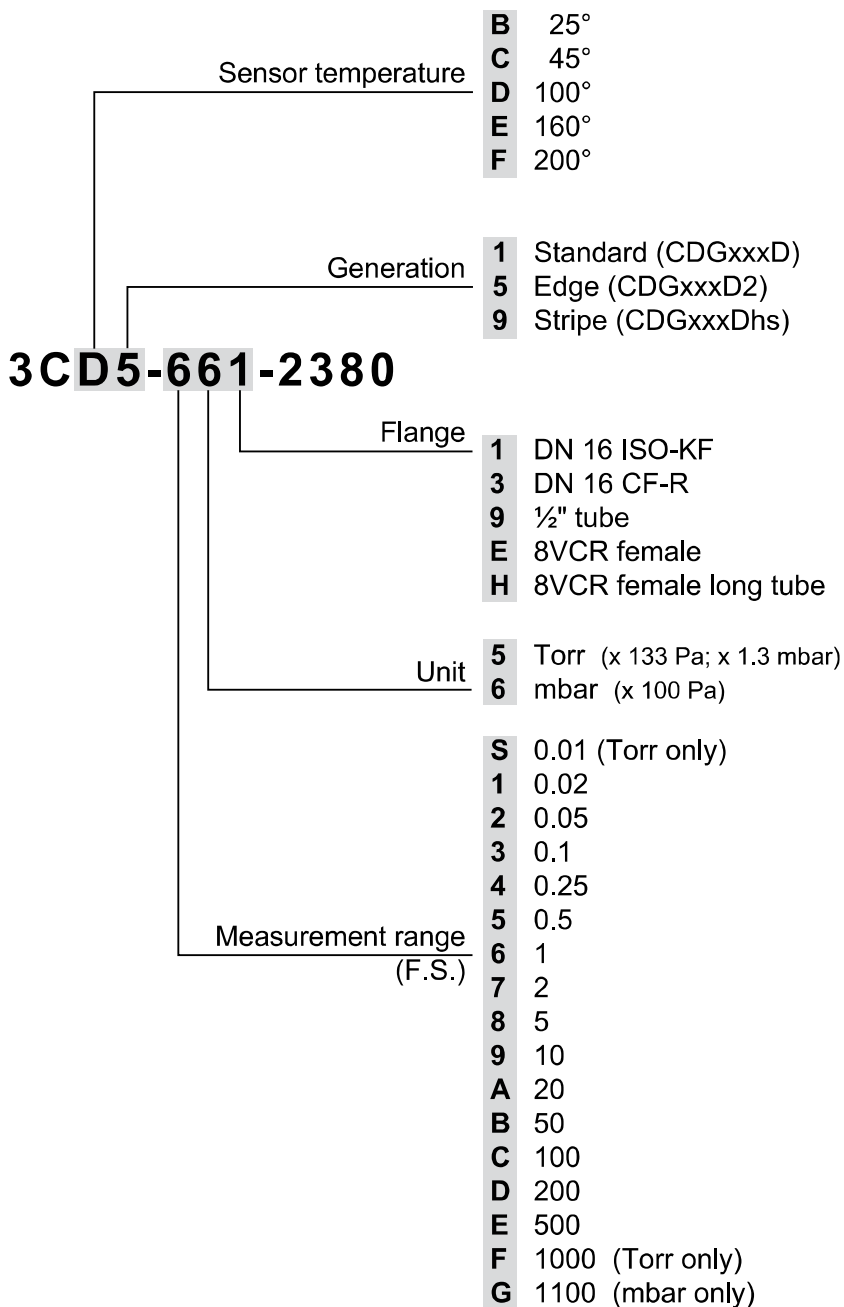 B 25°
C 45°
Sensor temperature
D 100°
E 160°
F 200°
1 Standard (CDGxxxD)
Generation
5 Edge (CDGxxxD2)
9 Stripe (CDGxxxDhs)
3CD5-661-2380
Flange
1 DN 16 ISO-KF
3 DN 16 CF-R
9 ½" tube
E 8VCR female
H 8VCR female long tube
5 Torr (x 133 Pa; x 1.3 mbar)
Unit
6 mbar (x 100 Pa)
S 0.01 (Torr only)
1 0.02
2 0.05
3 0.1
4 0.25
5 0.5
Measurement range
(F.S.)
6 1
7 2
8 5
9 10
A 20
B 50
C 100
D 200
E 500
F 1000 (Torr only)
G 1100 (mbar only)